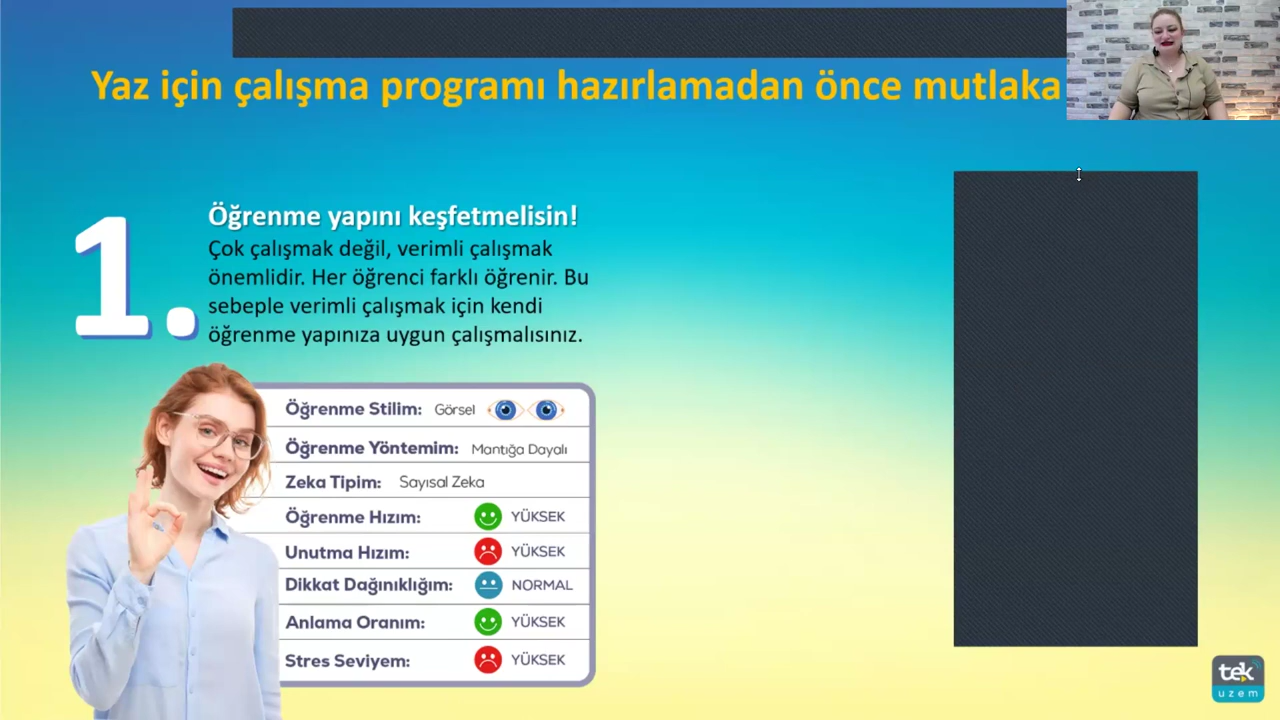 Yaz için çalışma programı hazırlamadan önce mutlaka
1.
Öğrenme yapını keşfetmelisin!
Çok çalışmak değil, verimli çalışmak
önemlidir. Her öğrenci farklı öğrenir. Bu
sebeple verimli çalışmak için kendi
öğrenme yapınıza uygun çalışmalısınız.
Öğrenme Stilim: Görsel
Öğrenme Yöntemim: Mantığa Dayalı
Zeka Tipim: Sayısal Zeka
Öğrenme Hızım: YÜKSEK
Unutma Hızım: YÜKSEK
Dikkat Dağınıklığım: NORMAL
Anlama Oranım: YÜKSEK
Stres Seviyem: YÜKSEK
tek
uzem